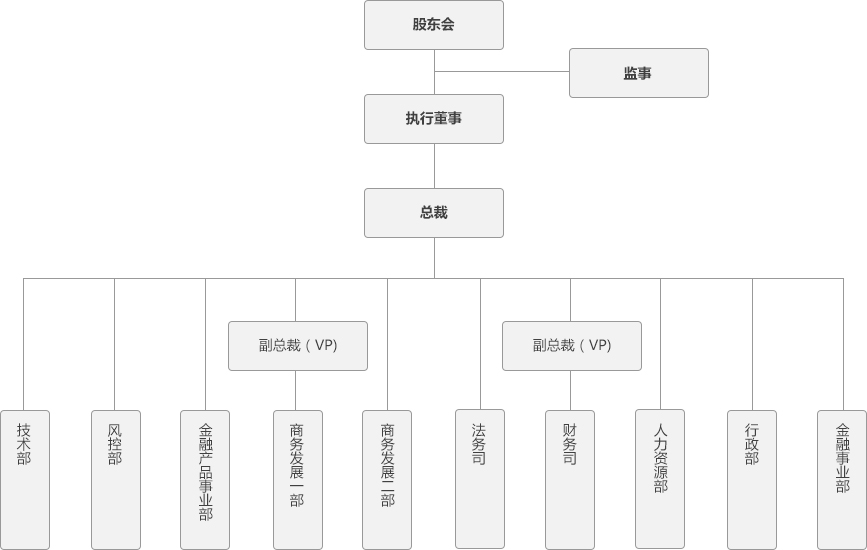 股东会
监事
执行董事
总裁
副总裁（VP)
副总裁（VP)
技术部
风控部
金融产品事业部
商务发展一部
商务发展二部
法务司
财务司
人力资源部
行政部
金融事业部